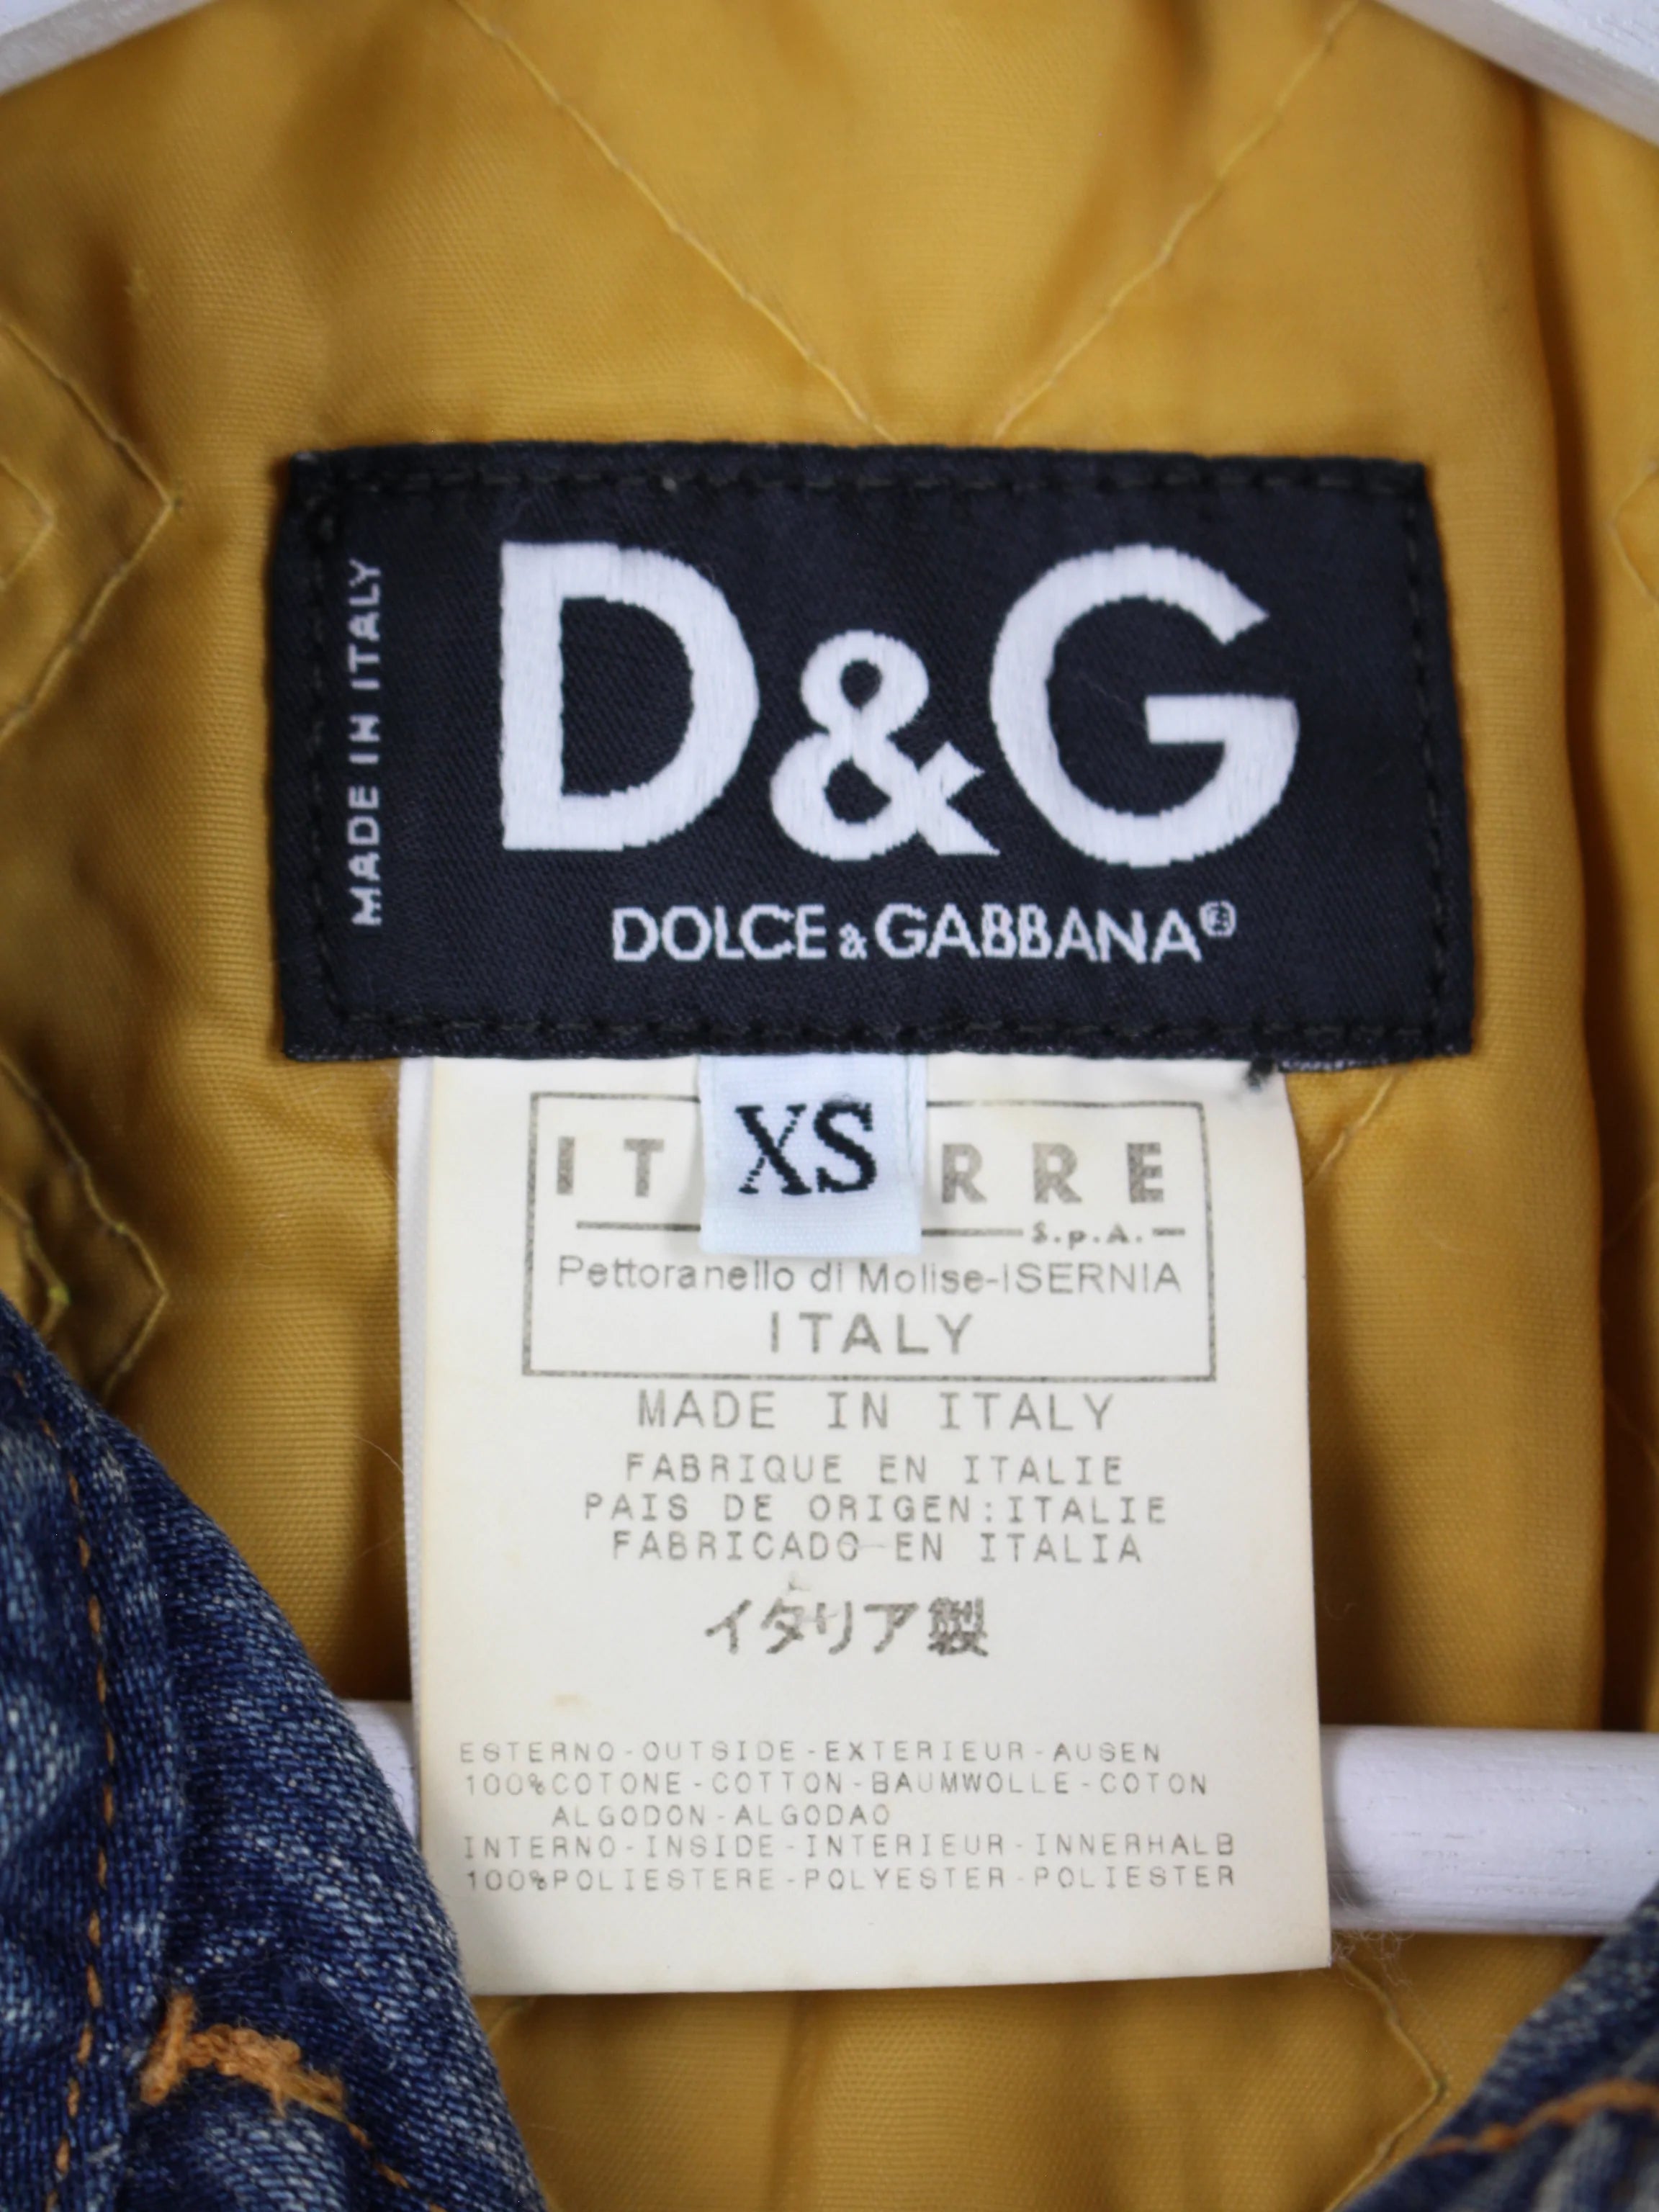 MADE IN ITALY
D&G
DOLCE & GABBANA®
XS
IT RRE
S.p.A.
Pettoranello di Molise-ISERNIA
ITALY
MADE IN ITALY
FABRIQUE EN ITALIE
PAIS DE ORIGEN:ITALIE
FABRICADO EN ITALIA
イタリア製
ESTERNO-OUTSIDE-EXTERIEUR-AUSEN
100%COTONE-COTTON-BAUMWOLLE-COTON
ALGODON-ALGODAO
INTERNO-INSIDE-INTERIEUR-INNERHALB
100%POLIESTERE-POLYESTER-POLIESTER